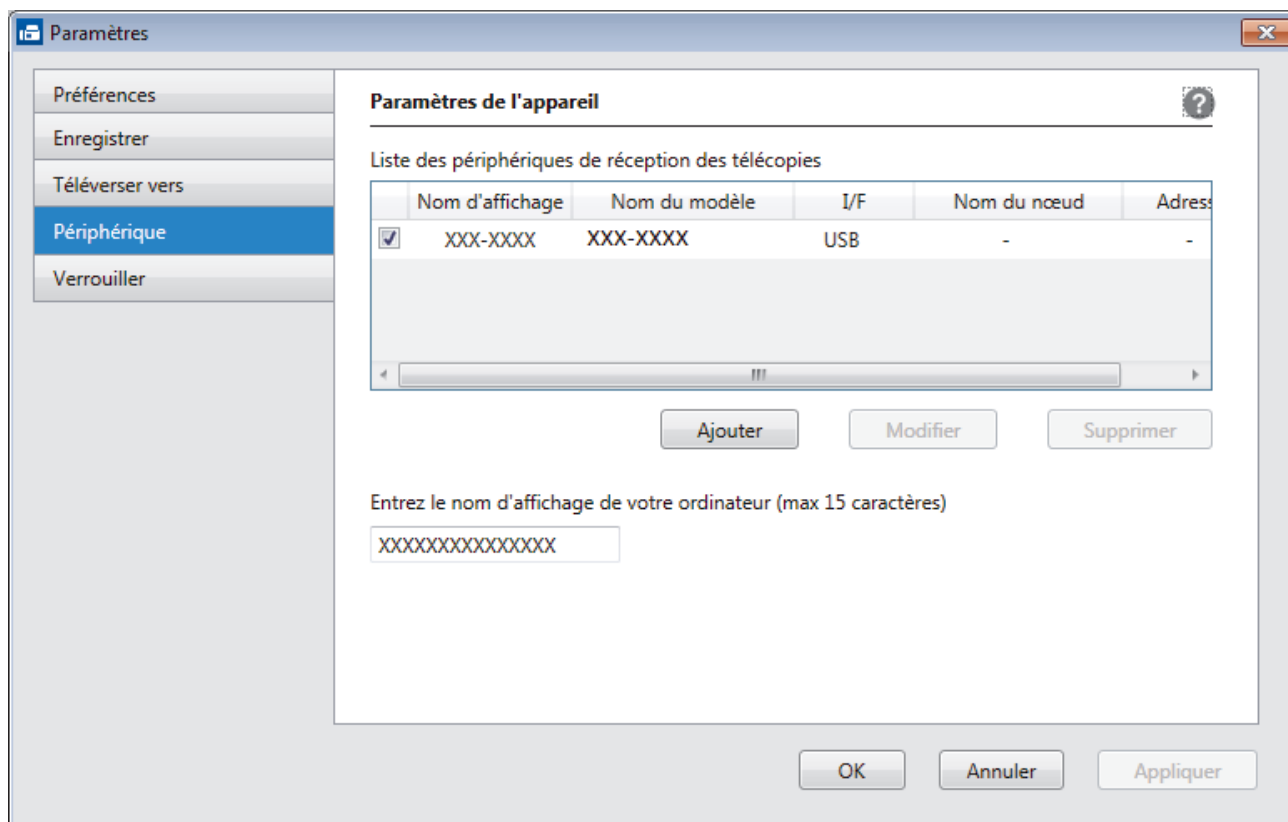 Paramètres
Préférences
Enregistrer
Téléverser vers
Périphérique
Verrouiller
Paramètres de l'appareil
?
Liste des périphériques de réception des télécopies
Nom d'affichage Nom du modèle I/F Nom du nœud Adress
XXX-XXXX XXX-XXXX USB - -
Ajouter Modifier Supprimer
Entrez le nom d'affichage de votre ordinateur (max 15 caractères)
XXXXXXXXXXXXXXX
OK Annuler Appliquer